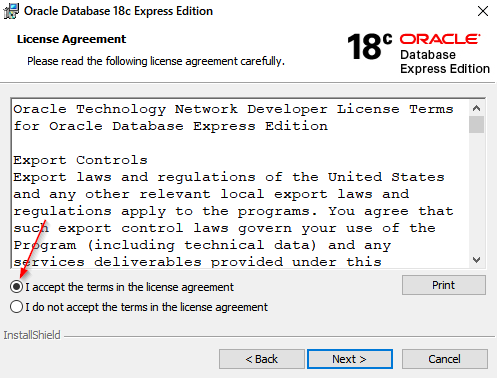 Oracle Database 18c Express Edition
License Agreement
Please read the following license agreement carefully.
18c ORACLE
Database
Express Edition
Oracle Technology Network Developer License Terms
for Oracle Database Express Edition
Export Controls
Export laws and regulations of the United States
and any other relevant local export laws and
regulations apply to the programs. You agree that
such export control laws govern your use of the
Program (including technical data) and any
services deliverables provided under this
I accept the terms in the license agreement
Print
I do not accept the terms in the license agreement
InstallShield
< Back
Next >
Cancel